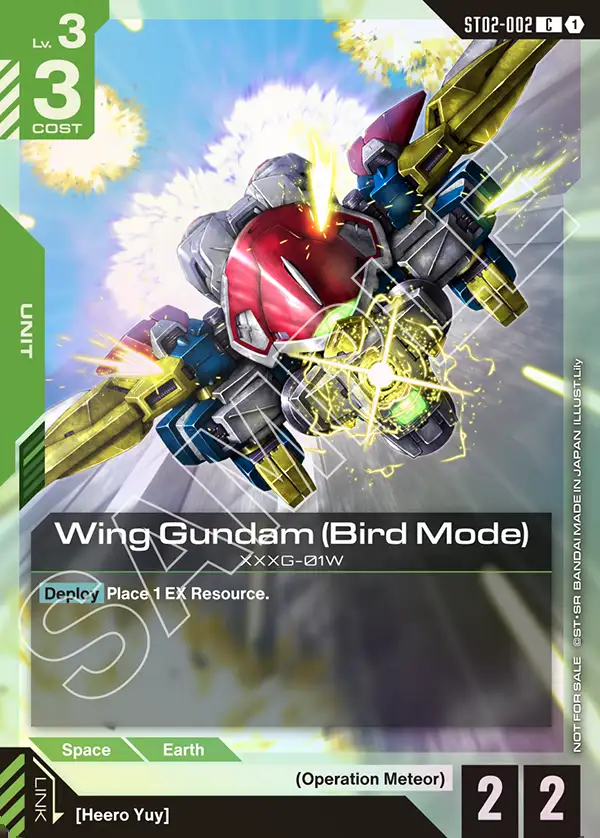 Lv. 3
3
COST
ST02-002 C 1
UNIT
Wing Gundam (Bird Mode)
XXXG-01W
Deploy Place 1 EX Resource.
SAMPLE
NOT FOR SALE ©ST・SR BANDAI MADE IN JAPAN ILLUST.Lily
Space Earth
(Operation Meteor)
LINK
[Heero Yuy]
2 2